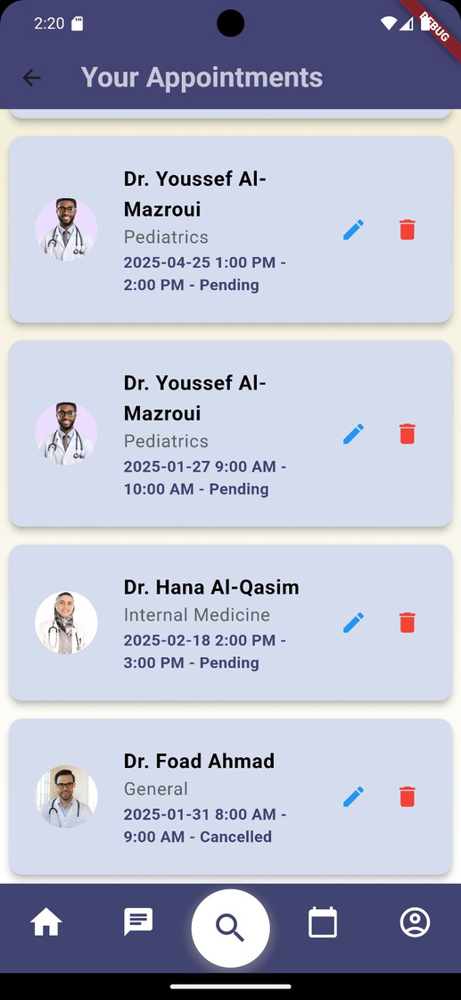 2:20
DEBUG
Your Appointments
Dr. Youssef Al-
Mazroui
Pediatrics
2025-04-25 1:00 PM -
2:00 PM - Pending
Dr. Youssef Al-
Mazroui
Pediatrics
2025-01-27 9:00 AM -
10:00 AM - Pending
Dr. Hana Al-Qasim
Internal Medicine
2025-02-18 2:00 PM -
3:00 PM - Pending
Dr. Foad Ahmad
General
2025-01-31 8:00 AM -
9:00 AM - Cancelled